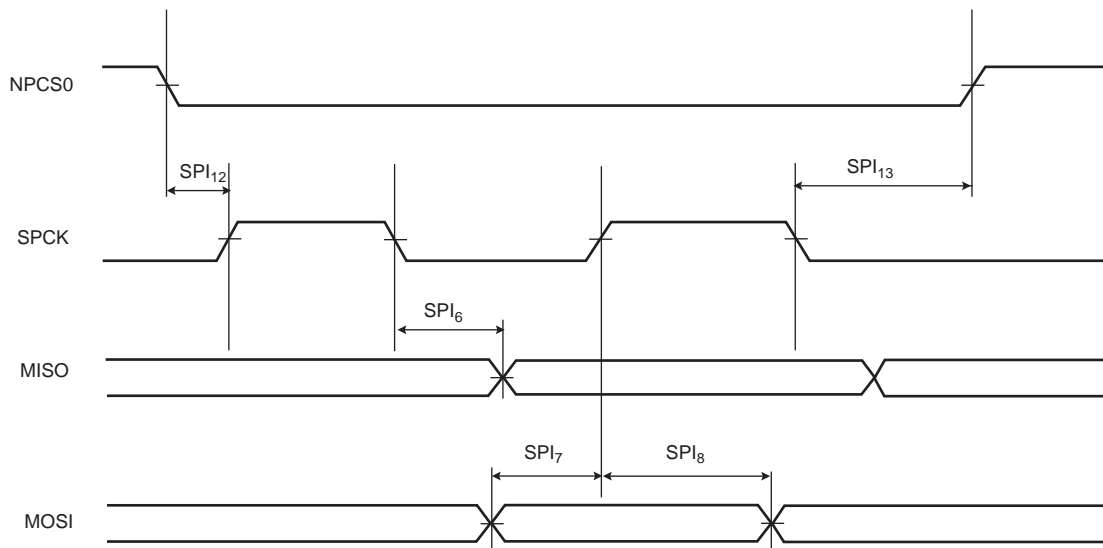 NPCS0
SPI₁₂
SPI₁₃
SPCK
SPI₆
MISO
SPI₇
SPI₈
MOSI